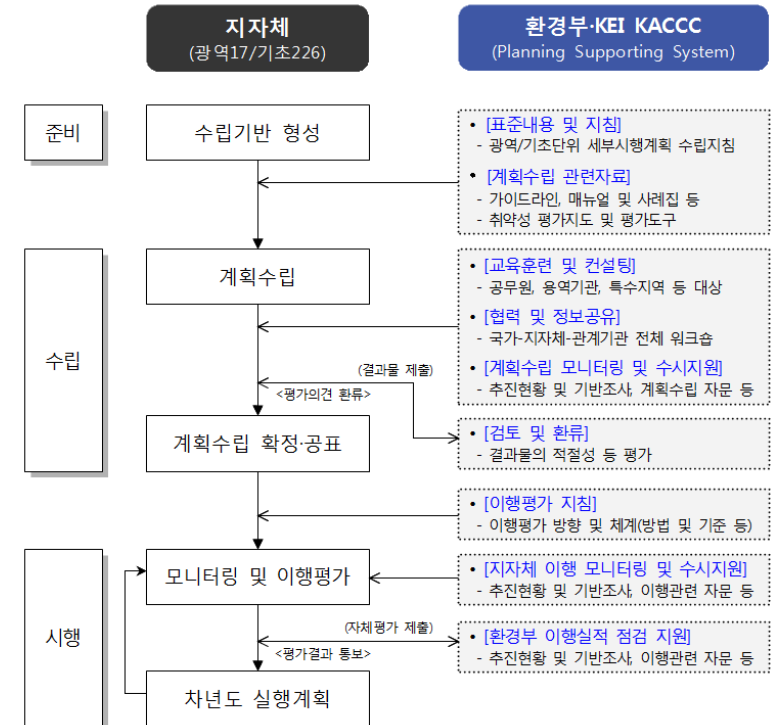 지자체
(광역17/기초226)
환경부·KEI KACCC
(Planning Supporting System)
준비
수립기반 형성
• [표준내용 및 지침]
- 광역/기초단위 세부시행계획 수립지침
• [계획수립 관련자료]
- 가이드라인, 매뉴얼 및 사례집 등
- 취약성 평가지도 및 평가도구
수립
계획수립
• [교육훈련 및 컨설팅]
- 공무원, 용역기관, 특수지역 등 대상
• [협력 및 정보공유]
- 국가-지자체-관계기관 전체 워크숍
• [계획수립 모니터링 및 수시지원]
- 추진현황 및 기반조사, 계획수립 자문 등
(결과물 제출)
<평가의견 환류>
계획수립 확정·공표
• [검토 및 환류]
- 결과물의 적절성 등 평가
• [이행평가 지침]
- 이행평가 방향 및 체계(방법 및 기준 등)
시행
모니터링 및 이행평가
• [지자체 이행 모니터링 및 수시지원]
- 추진현황 및 기반조사, 이행관련 자문 등
(자체평가 제출)
<평가결과 통보>
• [환경부 이행실적 점검 지원]
- 추진현황 및 기반조사, 이행관련 자문 등
차년도 실행계획